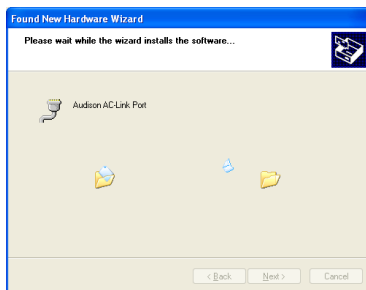 Found New Hardware Wizard
Please wait while the wizard installs the software...
Audison AC-Link Port
< Back
Next >
Cancel